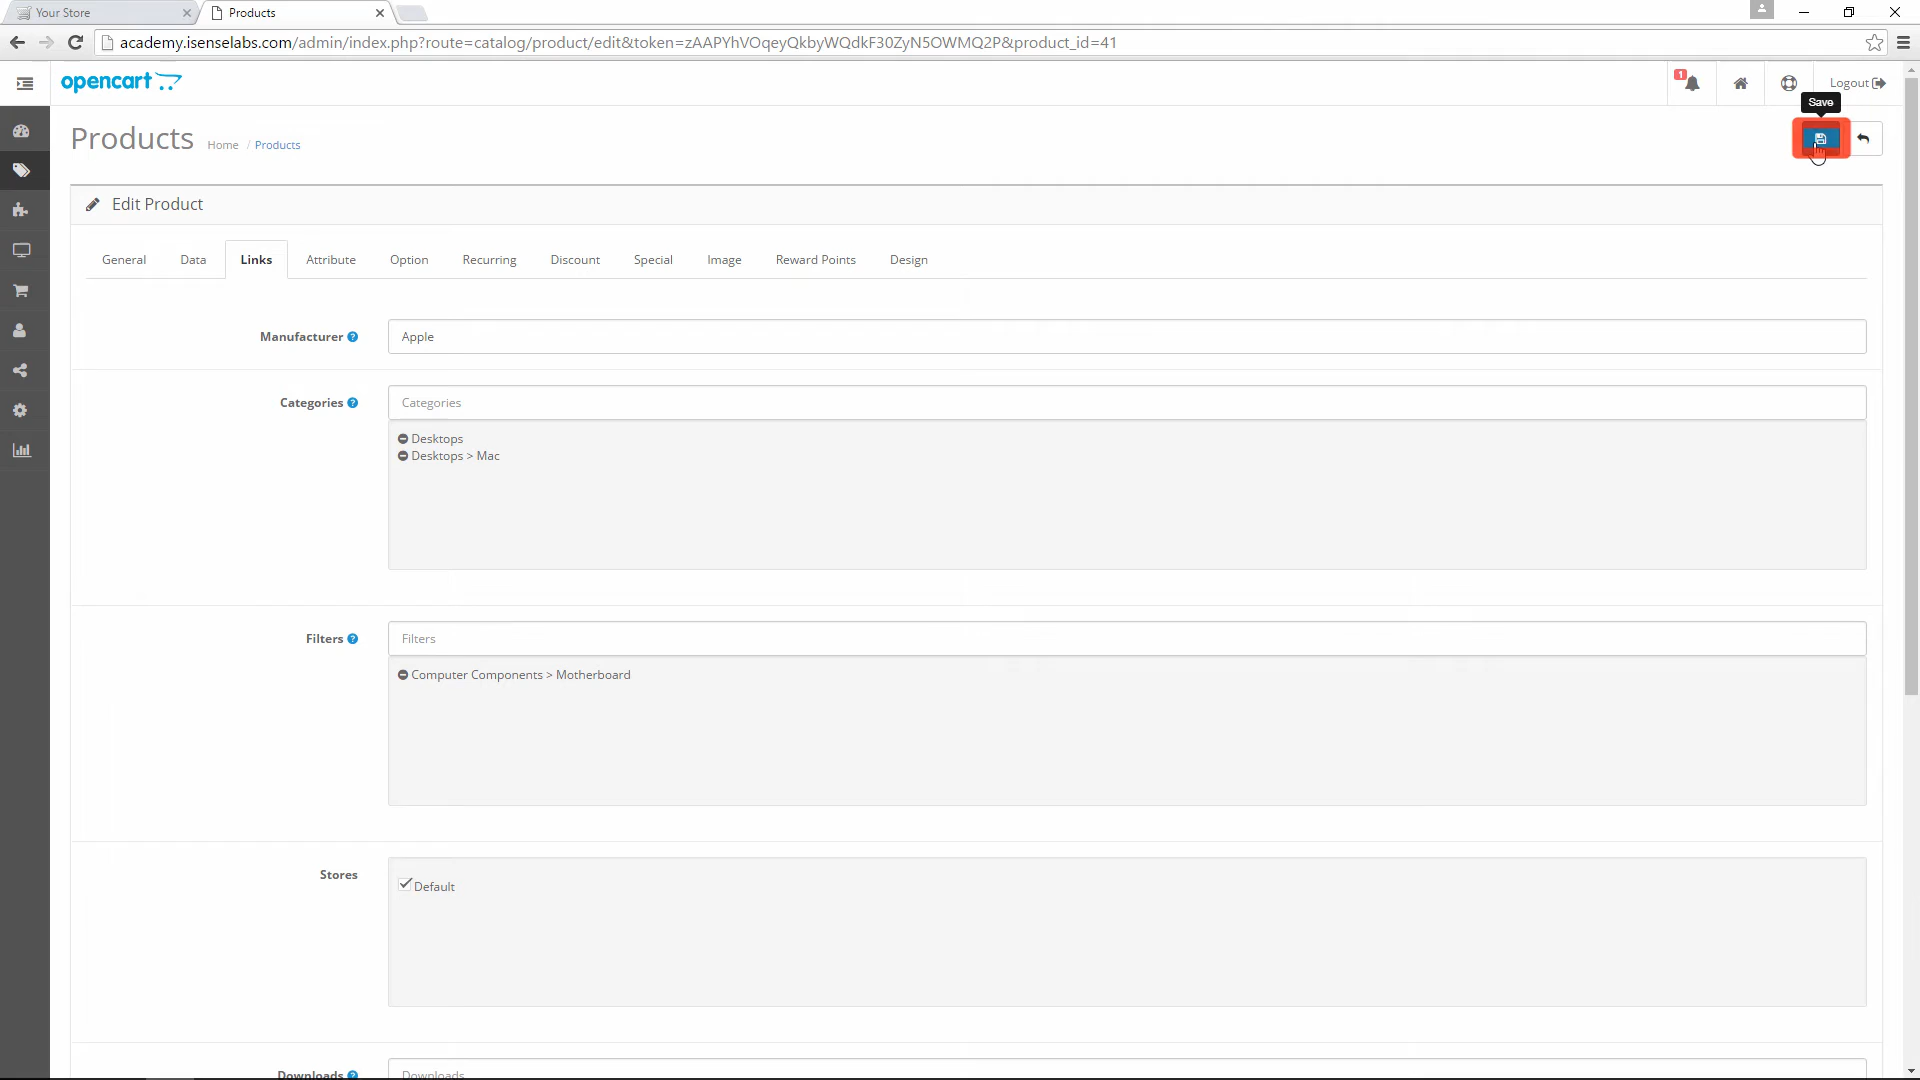 Your Store
Products
academy.isenselabs.com/admin/index.php?route=catalog/product/edit&token=zAAPYhVOqeyQkbyWQdkF30ZyN5OWMQ2P&product_id=41
opencart
1
Logout
Save
Products
Home / Products
Edit Product
General Data Links Attribute Option Recurring Discount Special Image Reward Points Design
Manufacturer ?
Apple
Categories ?
Categories
Desktops
Desktops > Mac
Filters ?
Filters
Computer Components > Motherboard
Stores
Default
Downloads ?
Downloads